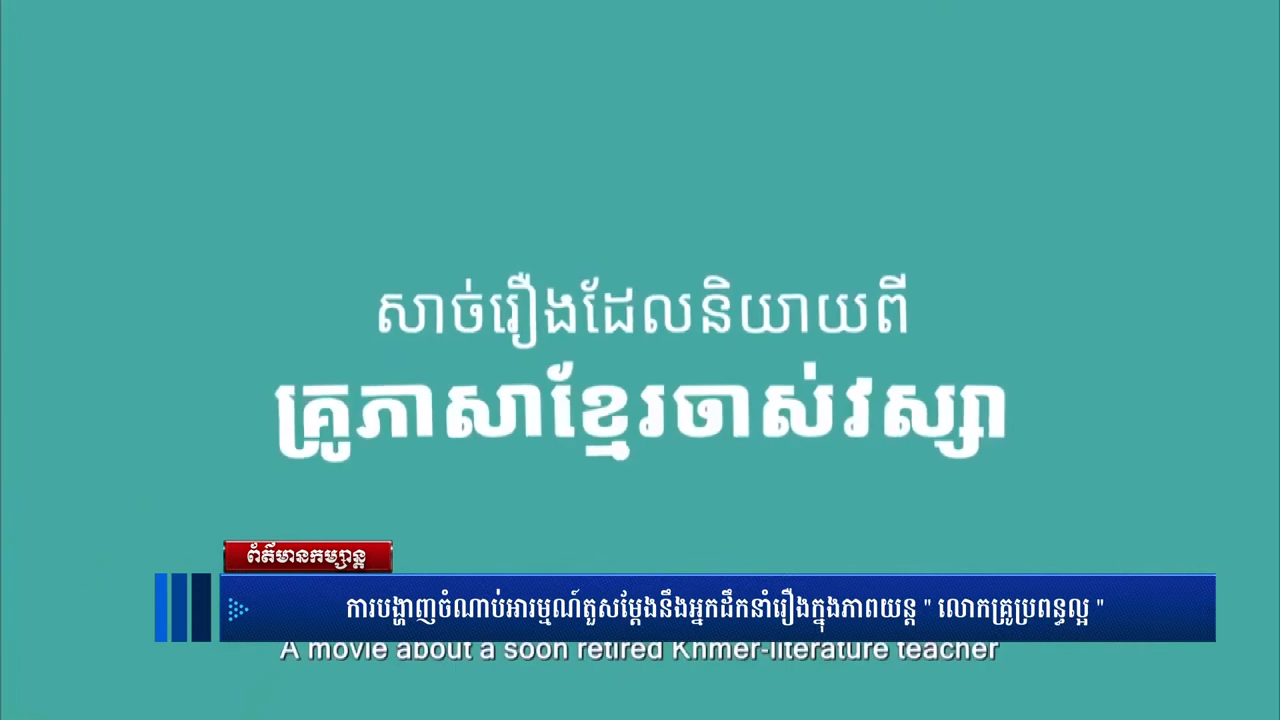 សាច់រឿងដែលនិយាយពី
គ្រូភាសាខ្មែរចាស់វស្សា
ព័ត៌មានកម្សាន្ត
ការបង្ហាញចំណាប់អារម្មណ៍តួសម្ដែងនឹងអ្នកដឹកនាំរឿងក្នុងភាពយន្ត " លោកគ្រូប្រពន្ធល្អ "
A movie about a soon retired Khmer-literature teacher